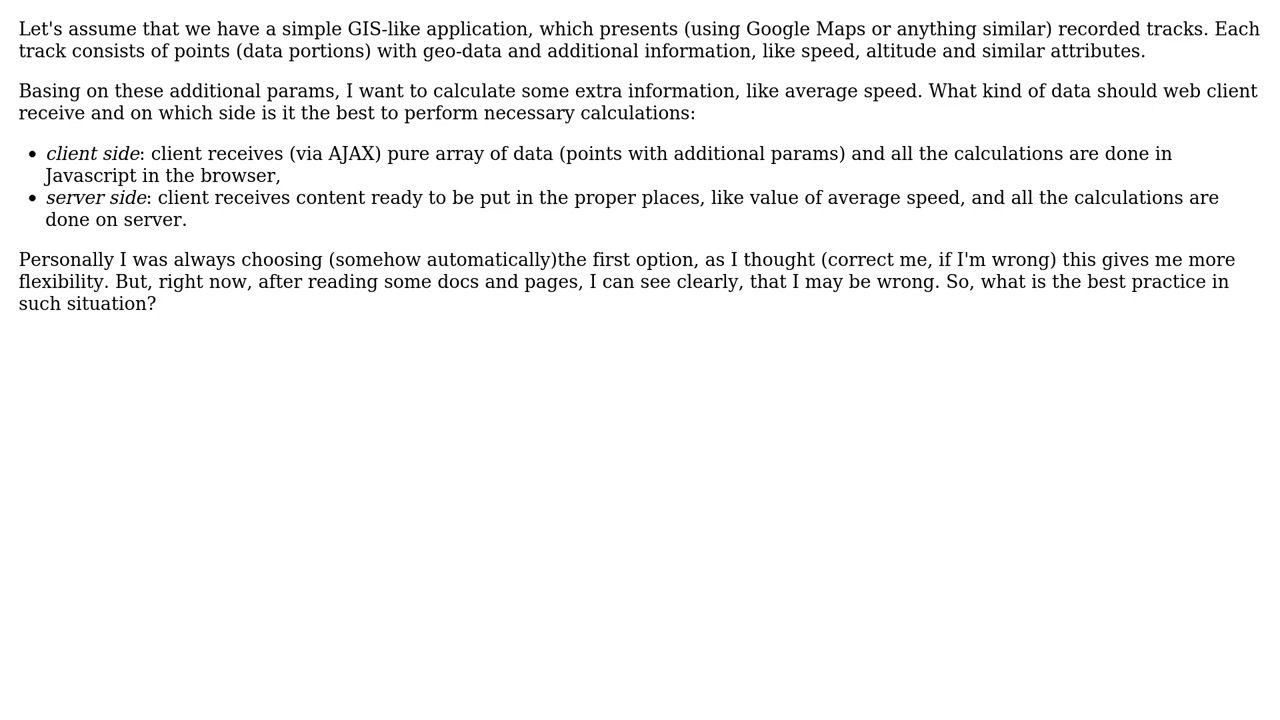 Let's assume that we have a simple GIS-like application, which presents (using Google Maps or anything similar) recorded tracks. Each
track consists of points (data portions) with geo-data and additional information, like speed, altitude and similar attributes.
Basing on these additional params, I want to calculate some extra information, like average speed. What kind of data should web client
receive and on which side is it the best to perform necessary calculations:
• client side: client receives (via AJAX) pure array of data (points with additional params) and all the calculations are done in
Javascript in the browser,
• server side: client receives content ready to be put in the proper places, like value of average speed, and all the calculations are
done on server.
Personally I was always choosing (somehow automatically)the first option, as I thought (correct me, if I'm wrong) this gives me more
flexibility. But, right now, after reading some docs and pages, I can see clearly, that I may be wrong. So, what is the best practice in
such situation?